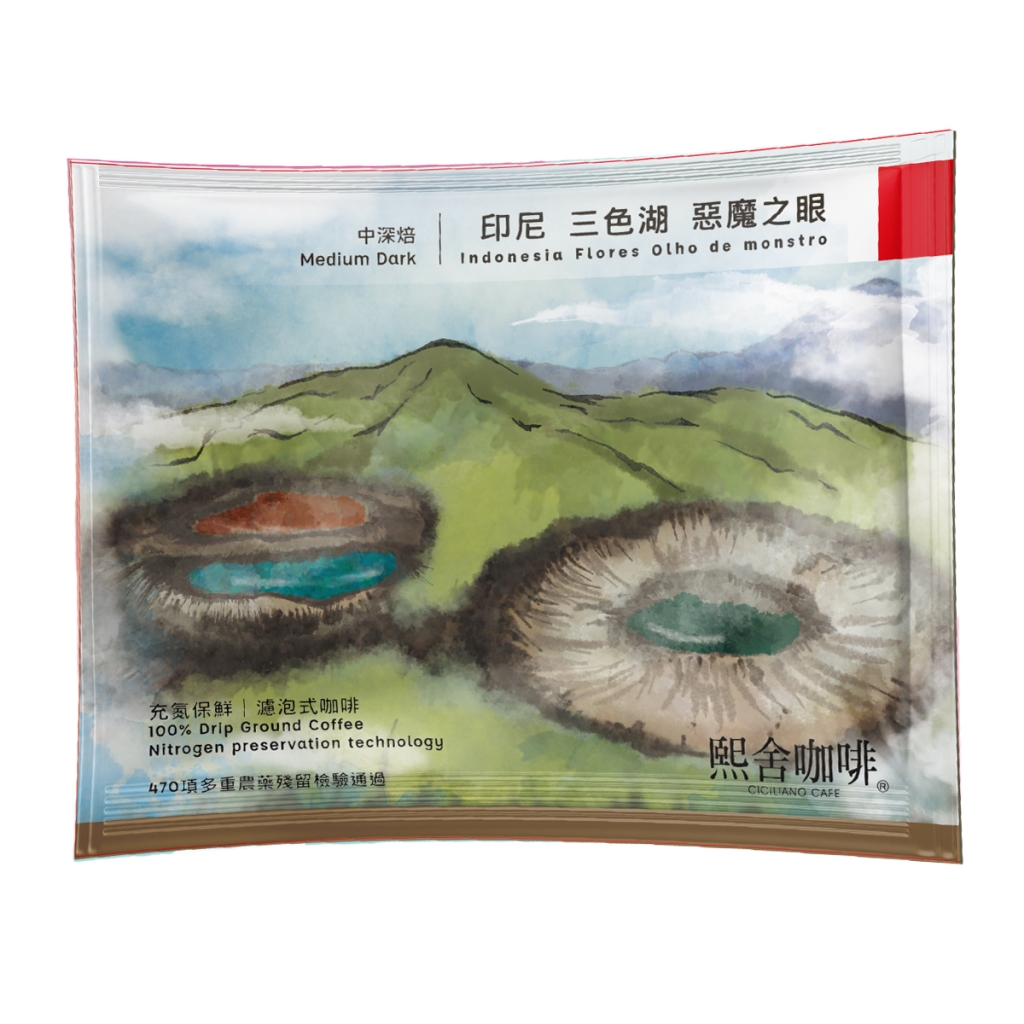 中深焙
Medium Dark
印尼 三色湖 惡魔之眼
Indonesia Flores Olho de monstro
充氮保鮮｜濾泡式咖啡
100% Drip Ground Coffee
Nitrogen preservation technology
470項多重農藥殘留檢驗通過
熙舍咖啡®
CICILIANO CAFE